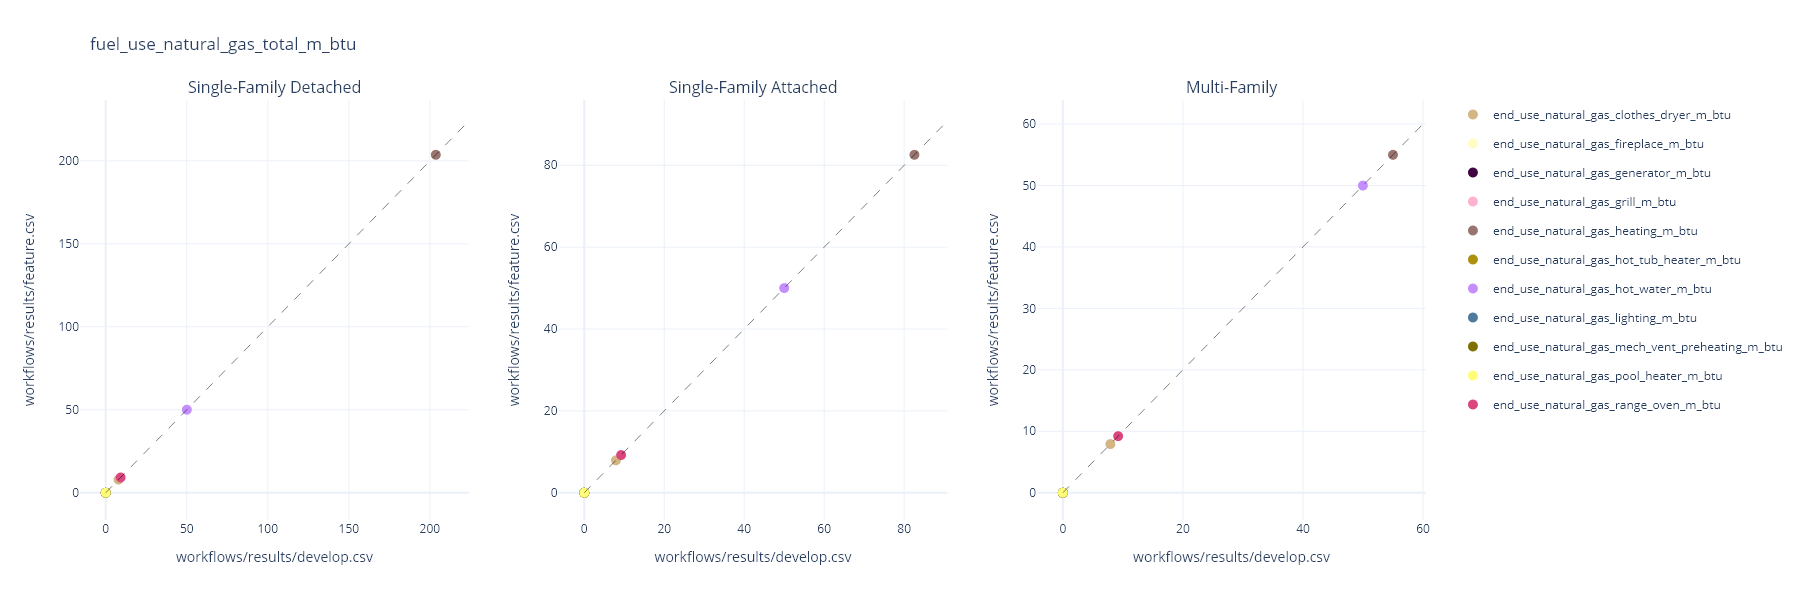 fuel_use_natural_gas_total_m_btu
Single-Family Detached
200
150
100
50
0
0 50 100 150 200
workflows/results/feature.csv
workflows/results/develop.csv
Single-Family Attached
80
60
40
20
0
0 20 40 60 80
workflows/results/feature.csv
workflows/results/develop.csv
Multi-Family
60
50
40
30
20
10
0
0 20 40 60
workflows/results/feature.csv
workflows/results/develop.csv
end_use_natural_gas_clothes_dryer_m_btu
end_use_natural_gas_fireplace_m_btu
end_use_natural_gas_generator_m_btu
end_use_natural_gas_grill_m_btu
end_use_natural_gas_heating_m_btu
end_use_natural_gas_hot_tub_heater_m_btu
end_use_natural_gas_hot_water_m_btu
end_use_natural_gas_lighting_m_btu
end_use_natural_gas_mech_vent_preheating_m_btu
end_use_natural_gas_pool_heater_m_btu
end_use_natural_gas_range_oven_m_btu